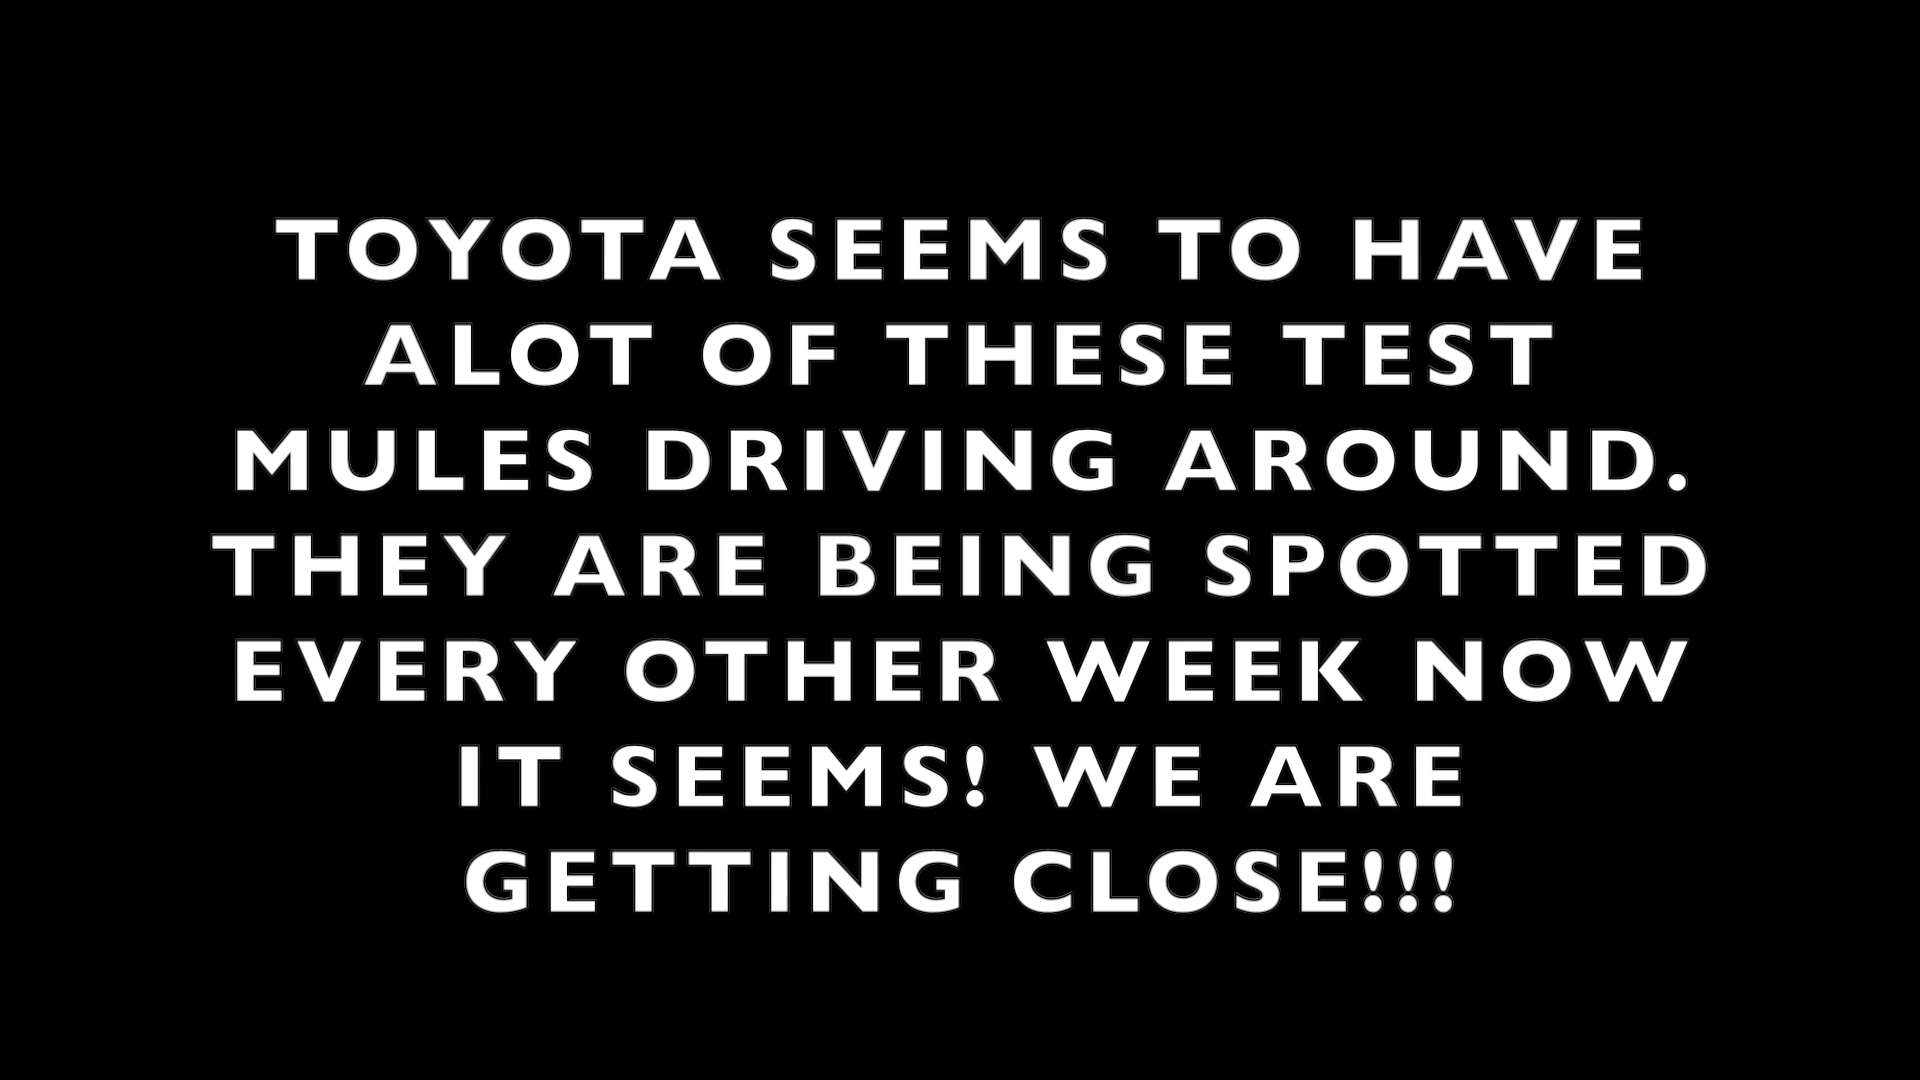 TOYOTA SEEMS TO HAVE
ALOT OF THESE TEST
MULES DRIVING AROUND.
THEY ARE BEING SPOTTED
EVERY OTHER WEEK NOW
IT SEEMS! WE ARE
GETTING CLOSE!!!